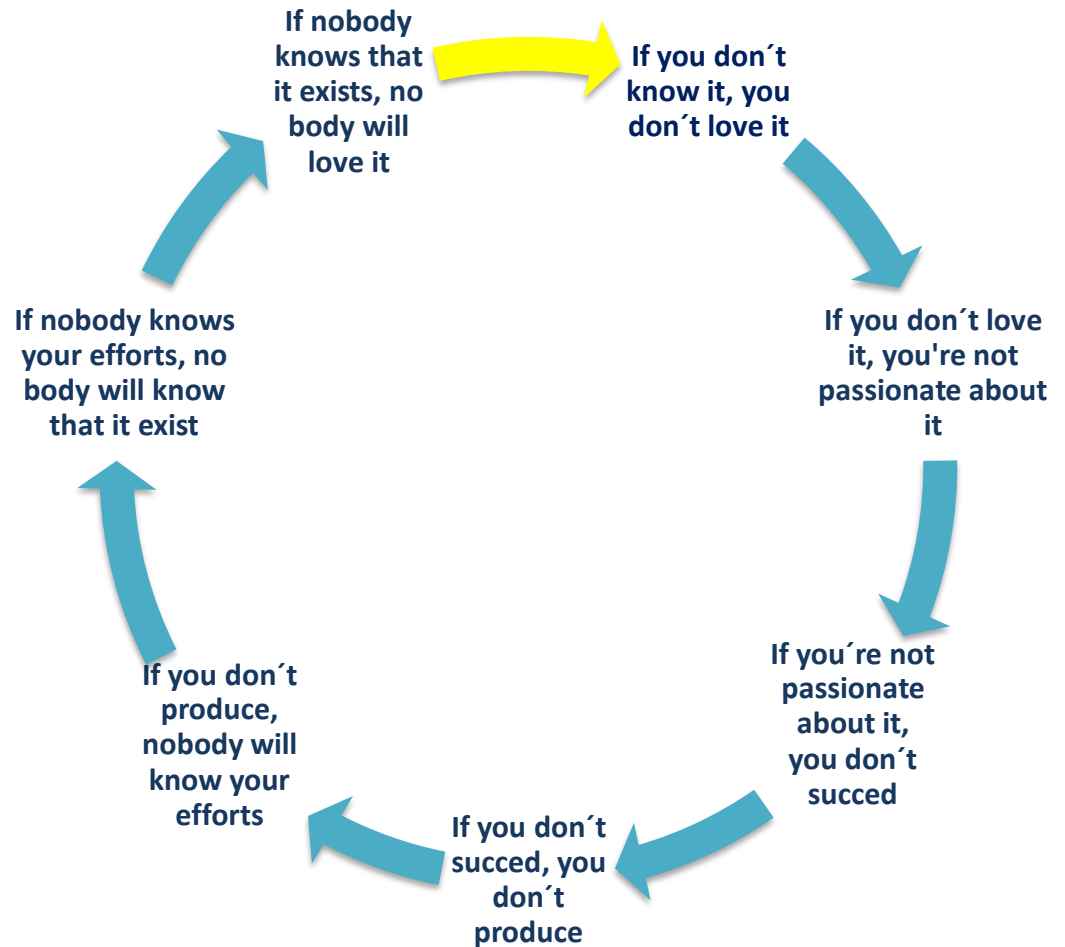 If nobody
knows that
it exists, no
body will
love it
If you don´t
know it, you
don´t love it
If you don´t love
it, you're not
passionate about
it
If you´re not
passionate
about it,
you don´t
succed
If you don´t
succed, you
don´t
produce
If you don´t
produce,
nobody will
know your
efforts
If nobody knows
your efforts, no
body will know
that it exist